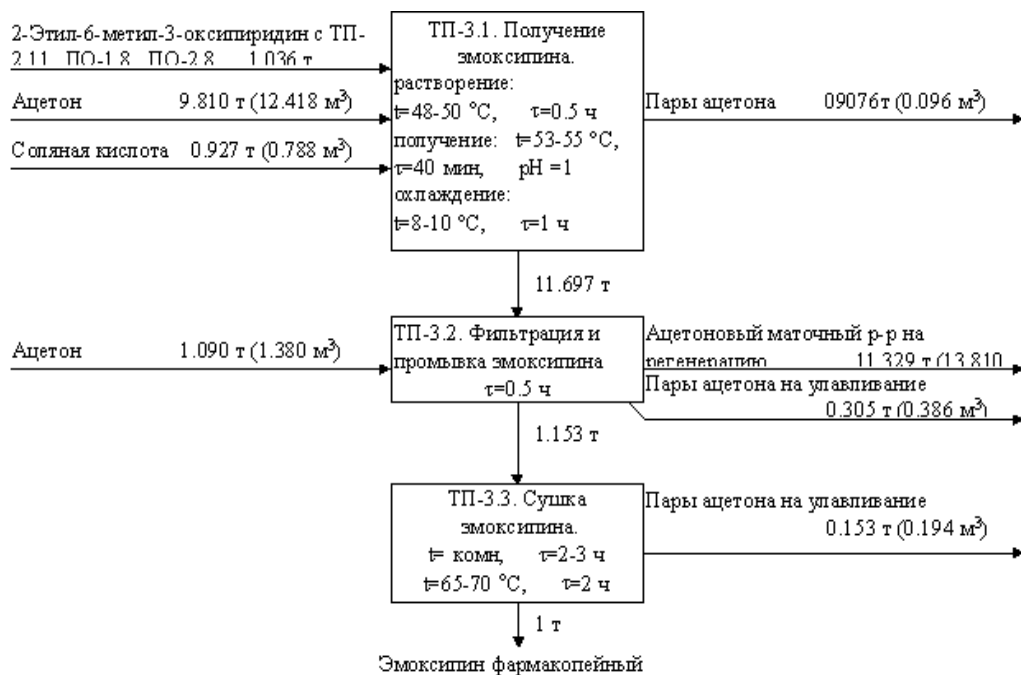 2-Этил-6-метил-3-оксипиридин с ТП-
2.11, ПО-1.8, ПО-2.8 1.036 т
Ацетон 9.810 т (12.418 м³)
Соляная кислота 0.927 т (0.788 м³)
ТП-3.1. Получение
эмоксипина.
растворение:
t=48-50 °C, τ=0.5 ч
получение: t=53-55 °C,
τ=40 мин, pH =1
охлаждение:
t=8-10 °C, τ=1 ч
Пары ацетона 09076т (0.096 м³)
11.697 т
Ацетон 1.090 т (1.380 м³)
ТП-3.2. Фильтрация и
промывка эмоксипина
τ=0.5 ч
Ацетоновый маточный р-р на
регенерацию 11.329 т (13.810
Пары ацетона на улавливание
0.305 т (0.386 м³)
1.153 т
ТП-3.3. Сушка
эмоксипина.
t= комн, τ=2-3 ч
t=65-70 °C, τ=2 ч
Пары ацетона на улавливание
0.153 т (0.194 м³)
1 т
Эмоксипин фармакопейный